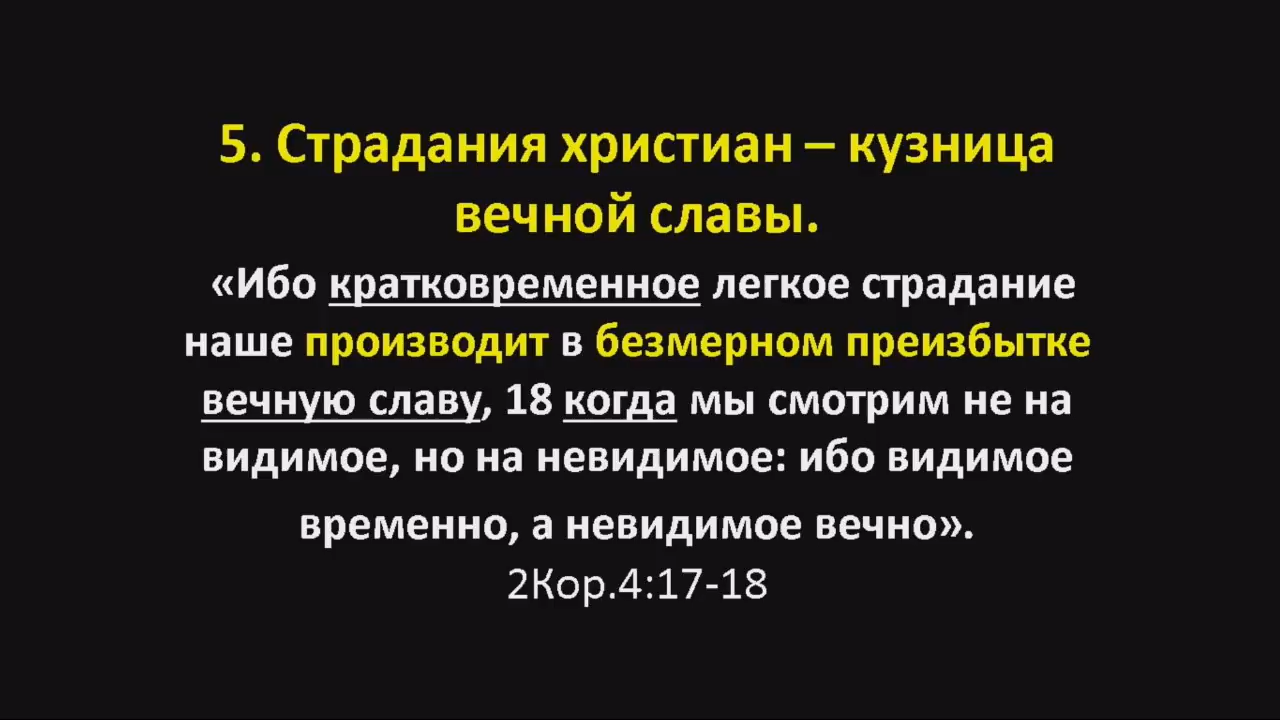 5. Страдания христиан – кузница
вечной славы.
«Ибо кратковременное легкое страдание
наше производит в безмерном преизбытке
вечную славу, 18 когда мы смотрим не на
видимое, но на невидимое: ибо видимое
временно, а невидимое вечно».
2Кор.4:17-18